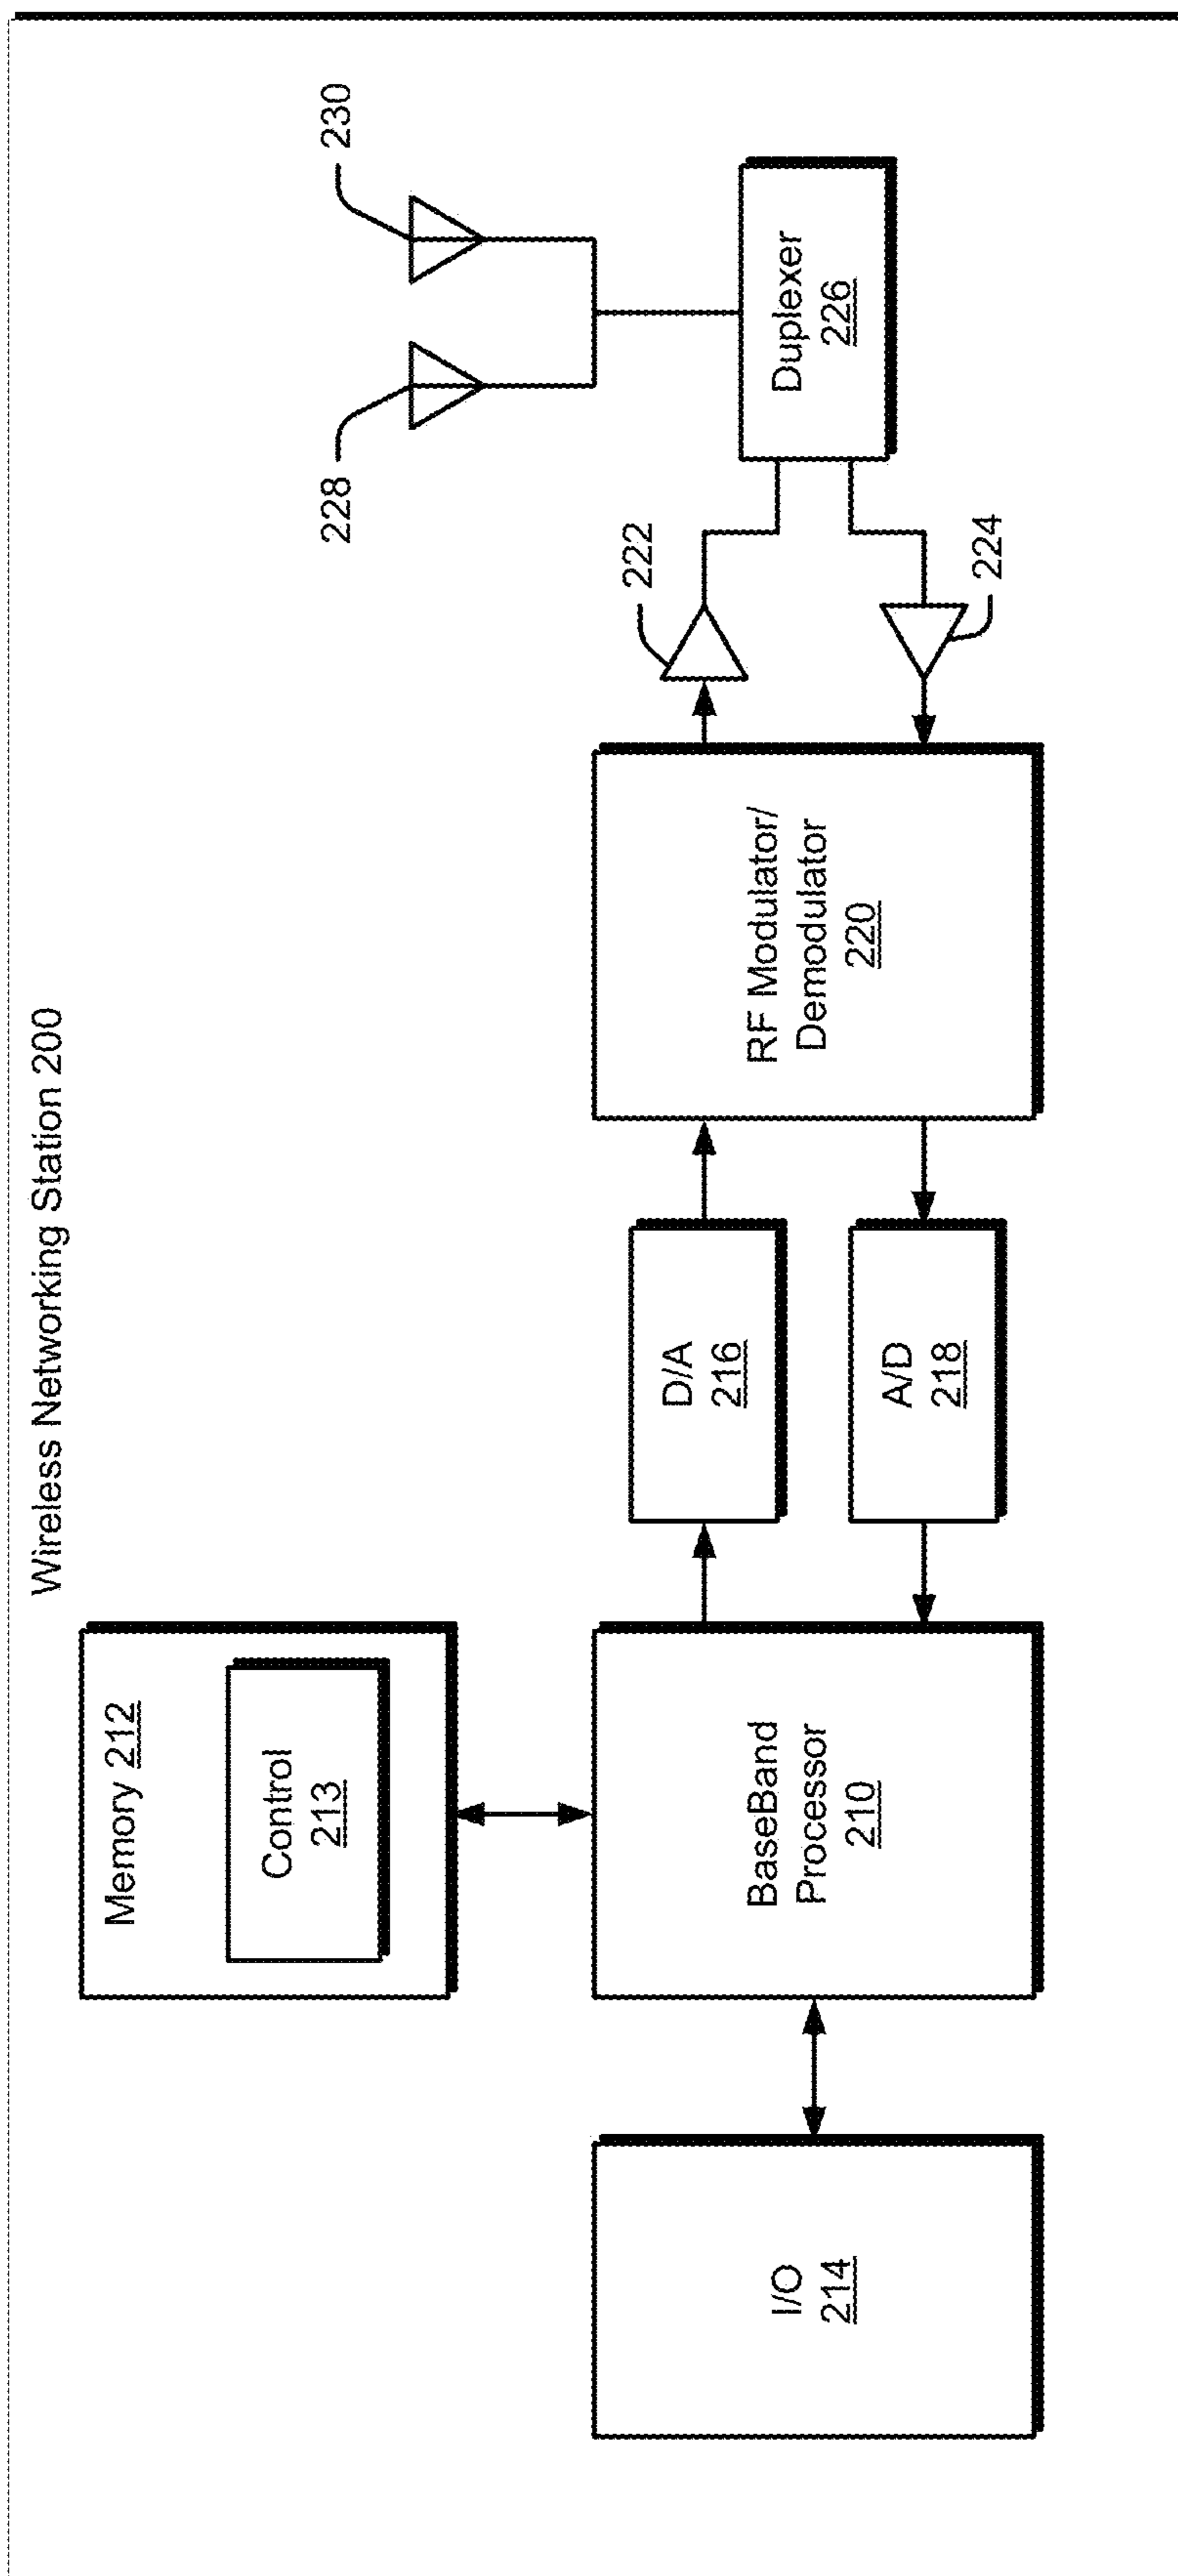 Wireless Networking Station 200
Memory 212
Control
213
I/O
214
BaseBand
Processor
210
D/A
216
A/D
218
RF Modulator/
Demodulator
220
222
224
228
230
Duplexer
226